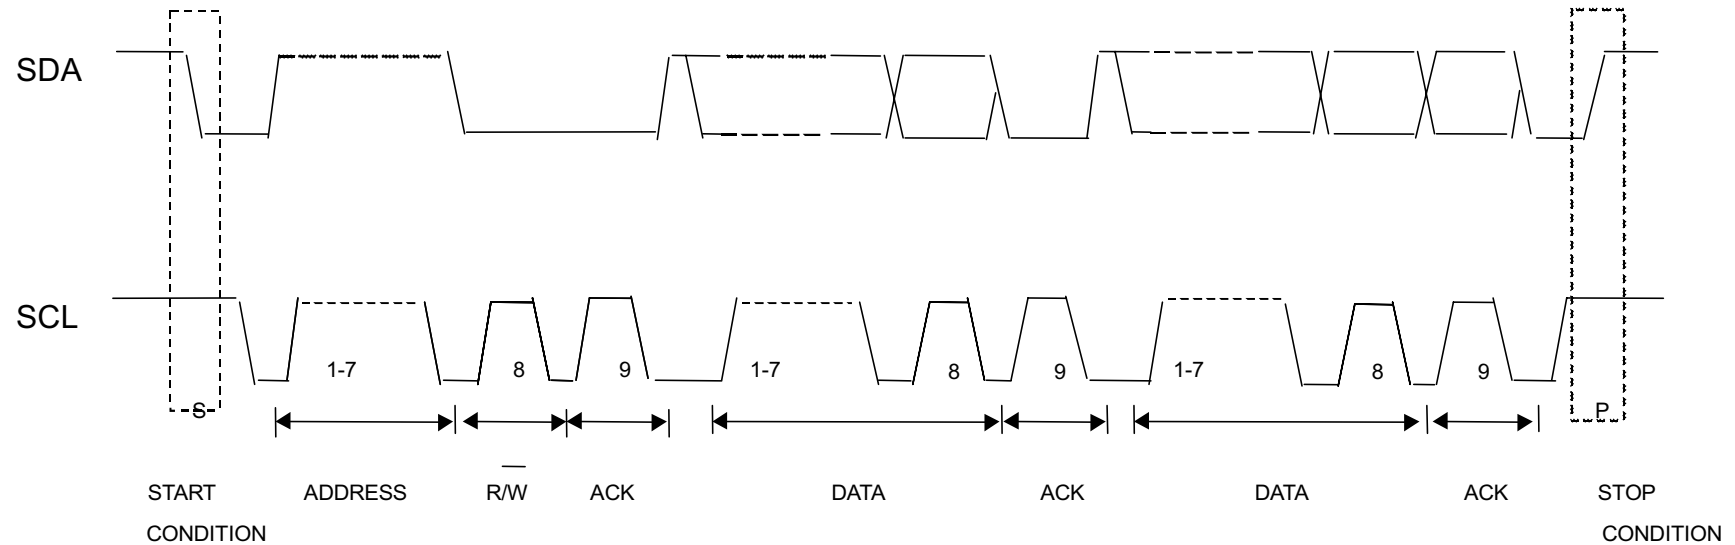 SDA
SCL
1-7 8 9 1-7 8 9 1-7 8 9
S P
START ADDRESS R/W̅ ACK DATA ACK DATA ACK STOP
CONDITION CONDITION